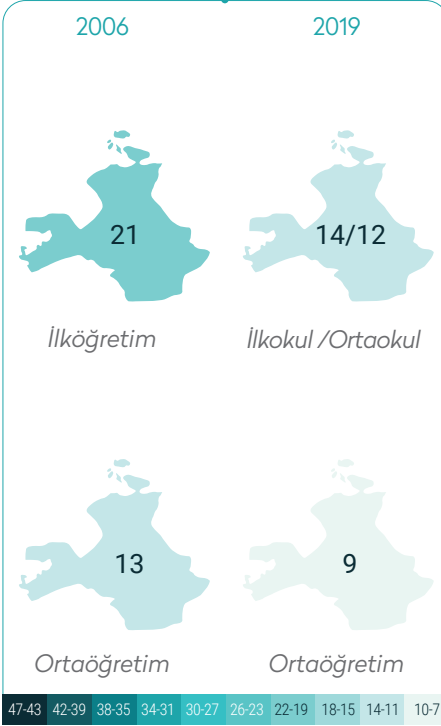 2006 2019
21 14/12
İlköğretim İlkokul /Ortaokul
13 9
Ortaöğretim Ortaöğretim
47-43 42-39 38-35 34-31 30-27 26-23 22-19 18-15 14-11 10-7